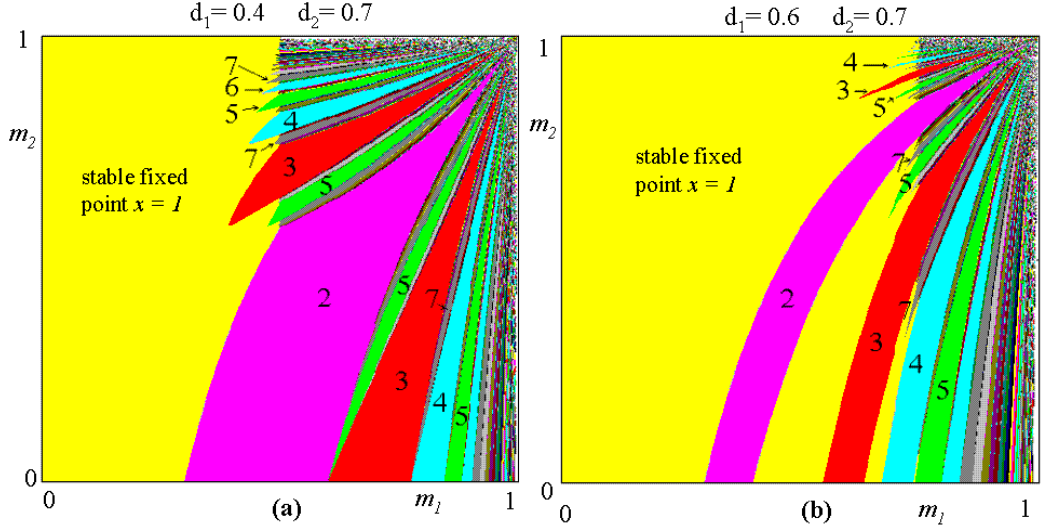 d₁= 0.4 d₂= 0.7
1
7
6
5
4
7
3
5
m₂
stable fixed
point x = 1
2
5
7
3
4
5
0
0
(a)
m₁
1
d₁= 0.6 d₂= 0.7
1
4
3
5
m₂
7
5
stable fixed
point x = 1
2
7
3
4
5
0
0
(b)
m₁
1